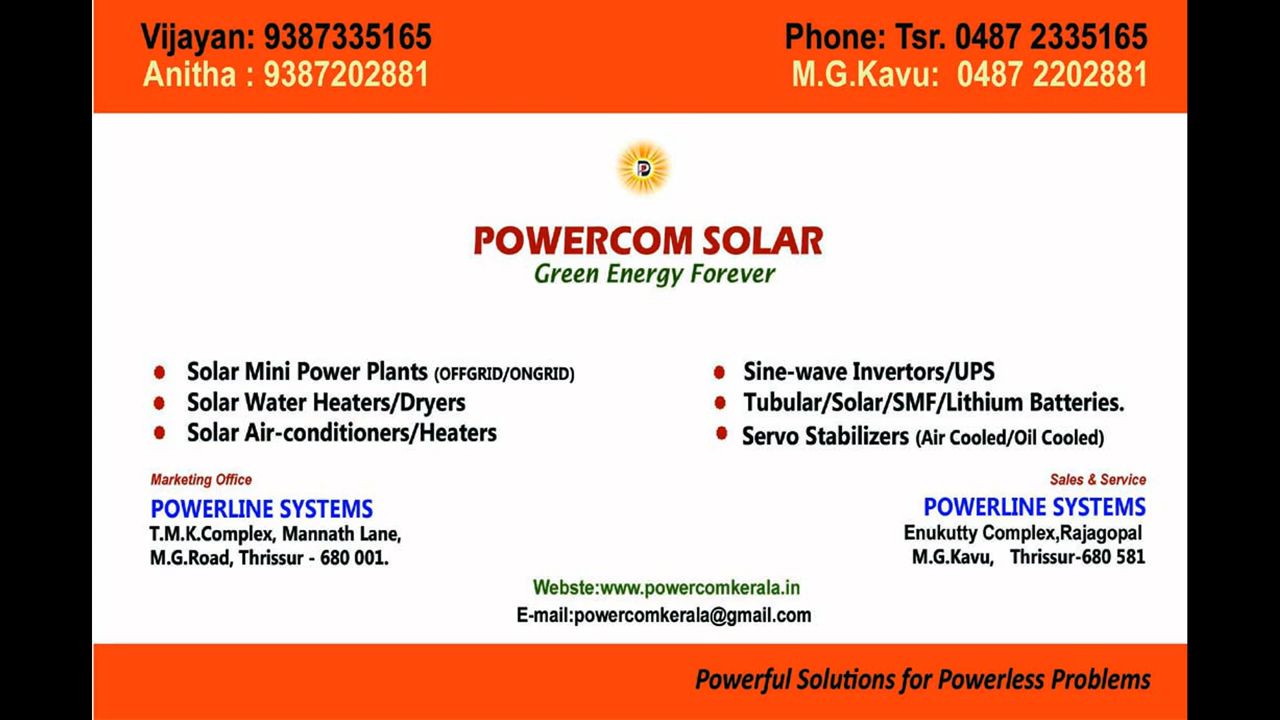 Vijayan: 9387335165
Anitha : 9387202881
Phone: Tsr. 0487 2335165
M.G.Kavu: 0487 2202881
P
POWERCOM SOLAR
Green Energy Forever
Solar Mini Power Plants (OFFGRID/ONGRID)
Solar Water Heaters/Dryers
Solar Air-conditioners/Heaters
Sine-wave Invertors/UPS
Tubular/Solar/SMF/Lithium Batteries.
Servo Stabilizers (Air Cooled/Oil Cooled)
Marketing Office
POWERLINE SYSTEMS
T.M.K.Complex, Mannath Lane,
M.G.Road, Thrissur - 680 001.
Sales & Service
POWERLINE SYSTEMS
Enukutty Complex,Rajagopal
M.G.Kavu, Thrissur-680 581
Webste:www.powercomkerala.in
E-mail:powercomkerala@gmail.com
Powerful Solutions for Powerless Problems